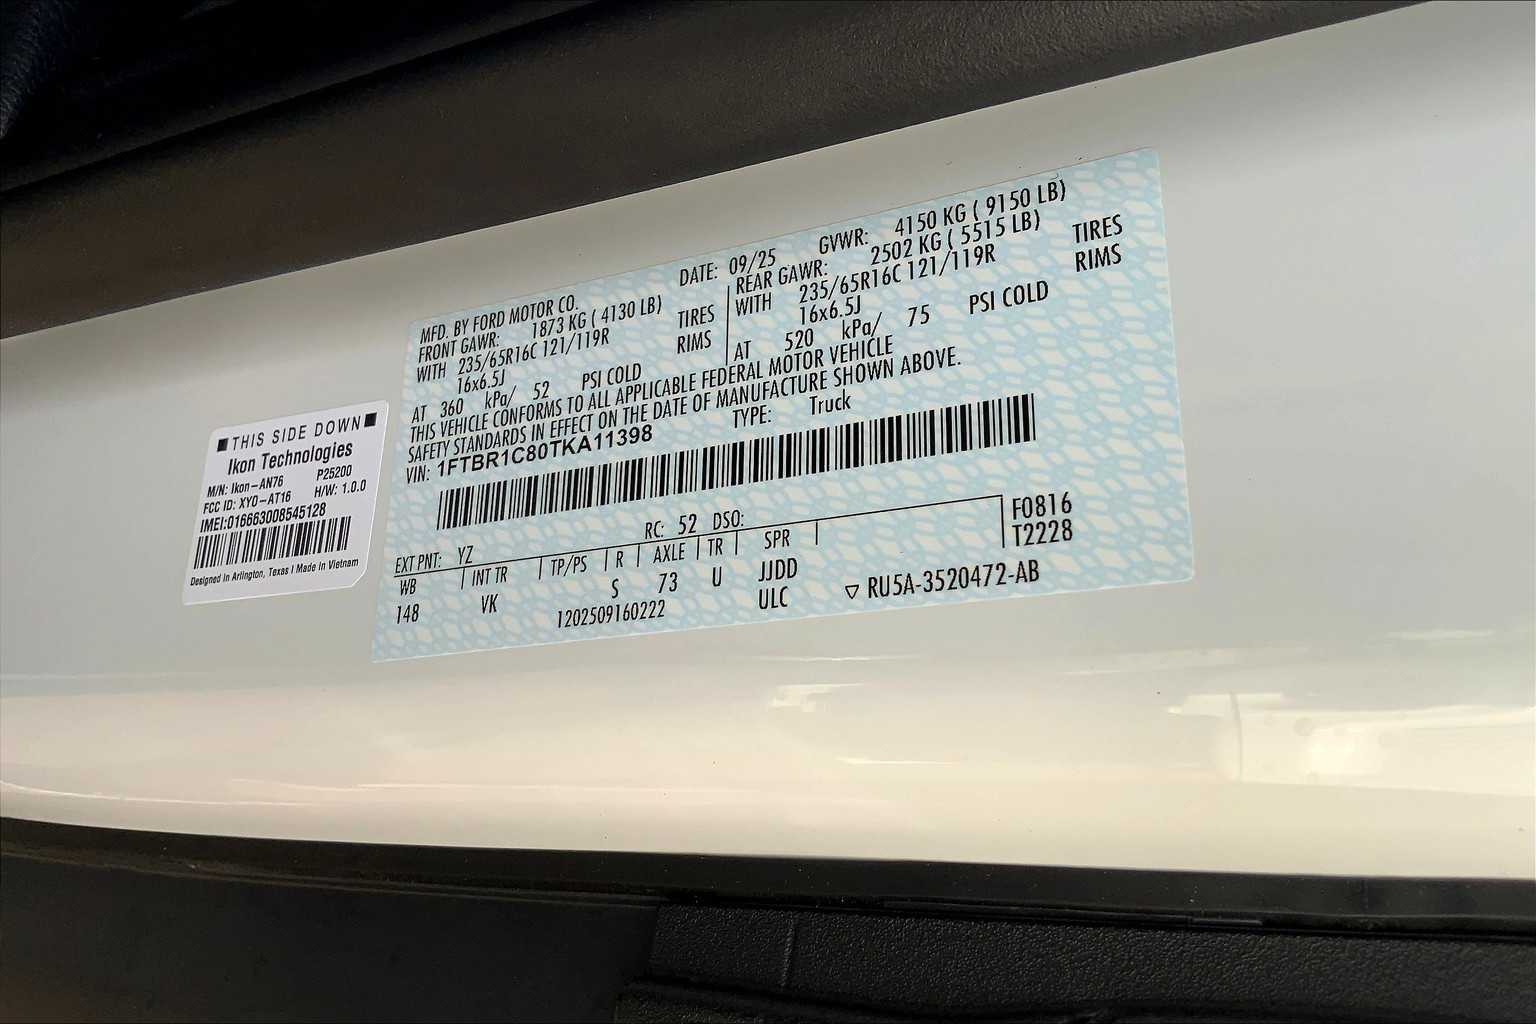 MFD. BY FORD MOTOR CO.
DATE: 09/25
GVWR: 4150 KG ( 9150 LB)
FRONT GAWR: 1873 KG ( 4130 LB)
WITH 235/65R16C 121/119R TIRES
16x6.5J RIMS
AT 360 kPa/ 52 PSI COLD
REAR GAWR: 2502 KG ( 5515 LB)
WITH 235/65R16C 121/119R TIRES
16x6.5J RIMS
AT 520 kPa/ 75 PSI COLD
THIS VEHICLE CONFORMS TO ALL APPLICABLE FEDERAL MOTOR VEHICLE
SAFETY STANDARDS IN EFFECT ON THE DATE OF MANUFACTURE SHOWN ABOVE.
VIN: 1FTBR1C80TKA11398
TYPE: Truck
RC: 52 DSO:
F0816
T2228
EXT PNT: YZ
WB INT TR TP/PS R AXLE TR SPR
148 VK S 73 U JJDD
1202509160222 ULC
▽ RU5A-3520472-AB
THIS SIDE DOWN
Ikon Technologies
M/N: Ikon-AN76 P25200
FCC ID: XYO-AT16 H/W: 1.0.0
IMEI:016663008545128
Designed in Arlington, Texas I Made in Vietnam